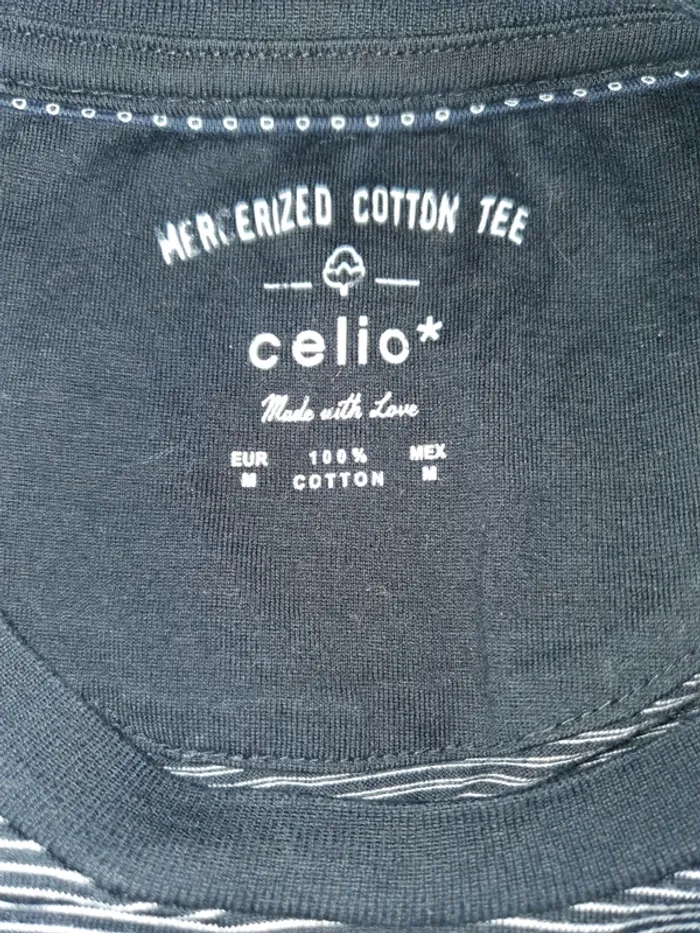 MERCERIZED COTTON TEE
celio*
Made with Love
EUR 100% MEX
M COTTON M